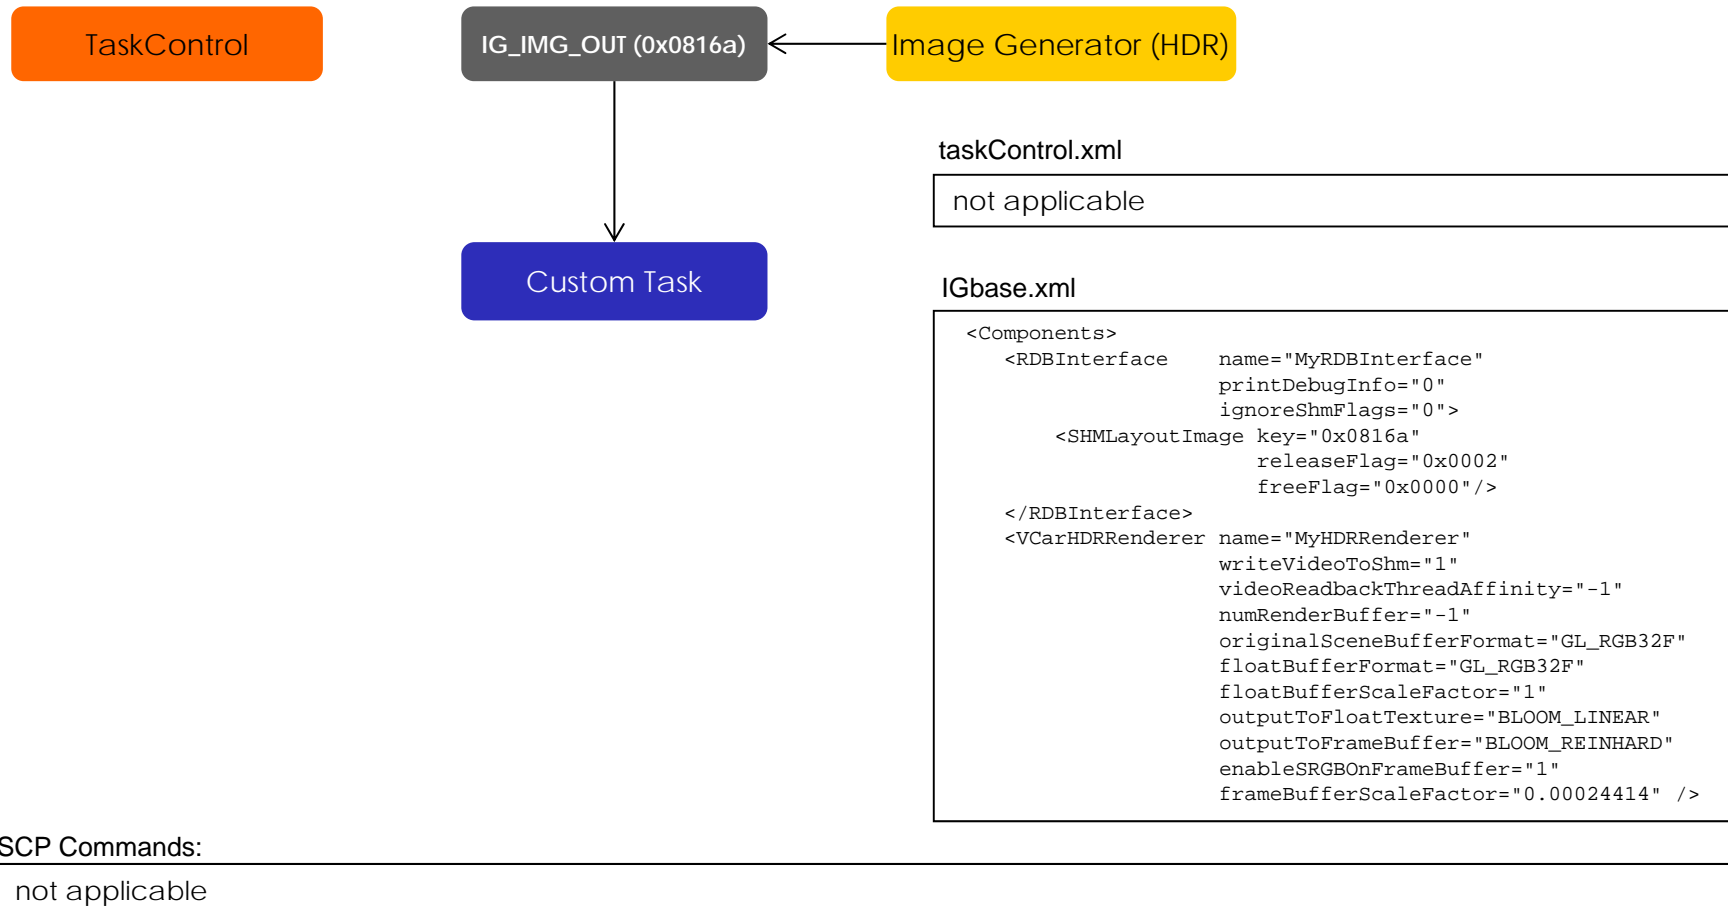 TaskControl
IG_IMG_OUT (0x0816a)
Image Generator (HDR)
Custom Task
taskControl.xml
not applicable
IGbase.xml
<Components>
<RDBInterface name="MyRDBInterface"
printDebugInfo="0"
ignoreShmFlags="0">
<SHMLayoutImage key="0x0816a"
releaseFlag="0x0002"
freeFlag="0x0000"/>
</RDBInterface>
<VCarHDRRenderer name="MyHDRRenderer"
writeVideoToShm="1"
videoReadbackThreadAffinity="-1"
numRenderBuffer="-1"
originalSceneBufferFormat="GL_RGB32F"
floatBufferFormat="GL_RGB32F"
floatBufferScaleFactor="1"
outputToFloatTexture="BLOOM_LINEAR"
outputToFrameBuffer="BLOOM_REINHARD"
enableSRGBOnFrameBuffer="1"
frameBufferScaleFactor="0.00024414" />
SCP Commands:
not applicable